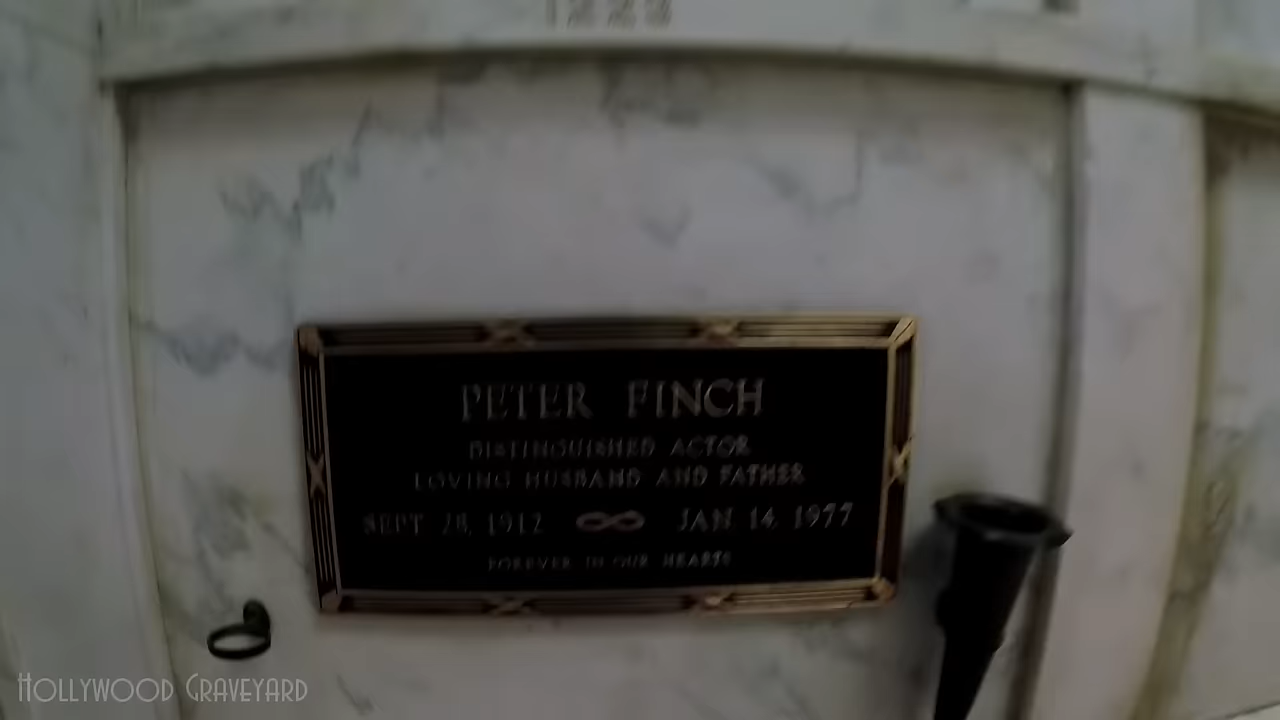 1223
PETER FINCH
DISTINGUISHED ACTOR
LOVING HUSBAND AND FATHER
SEPT 28, 1912 JAN 14, 1977
FOREVER IN OUR HEARTS
HOLLYWOOD GRAVEYARD